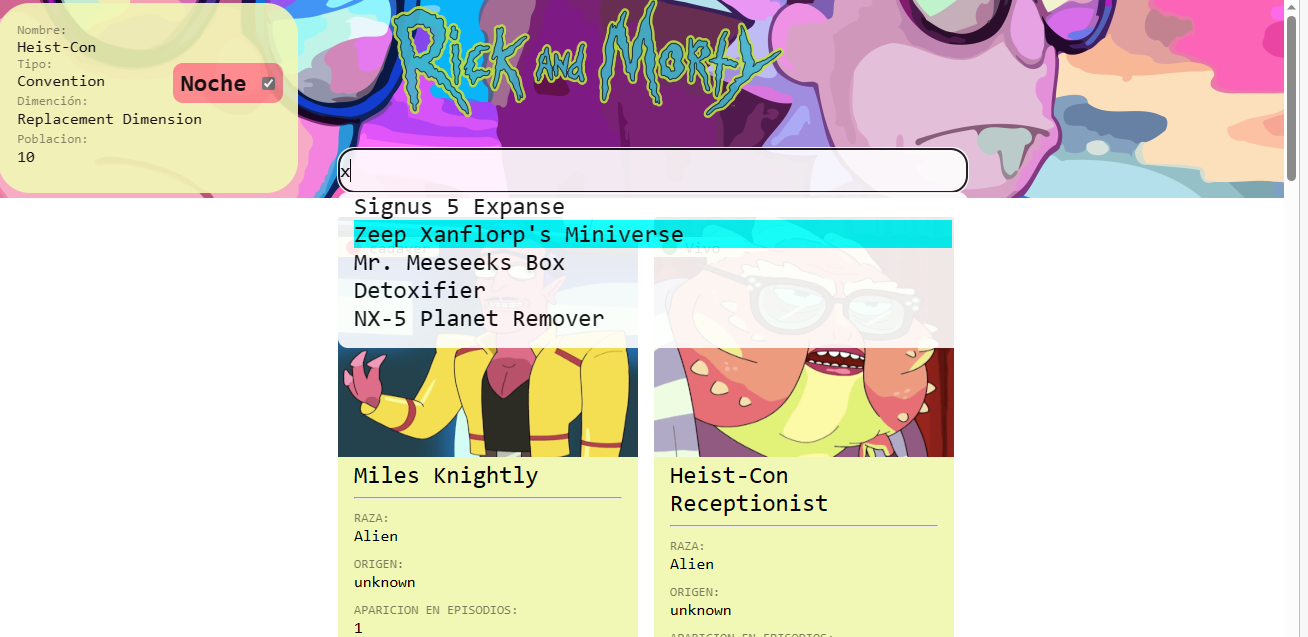 Nombre:
Heist-Con
Tipo:
Convention
Dimención:
Replacement Dimension
Poblacion:
10
Noche
Rick and Morty
x
Signus 5 Expanse
Zeep Xanflorp's Miniverse
Mr. Meeseeks Box
Detoxifier
NX-5 Planet Remover
Vivo
Miles Knightly
RAZA:
Alien
ORIGEN:
unknown
APARICION EN EPISODIOS:
1
Heist-Con
Receptionist
RAZA:
Alien
ORIGEN:
unknown
APARICION EN EPISODIOS: